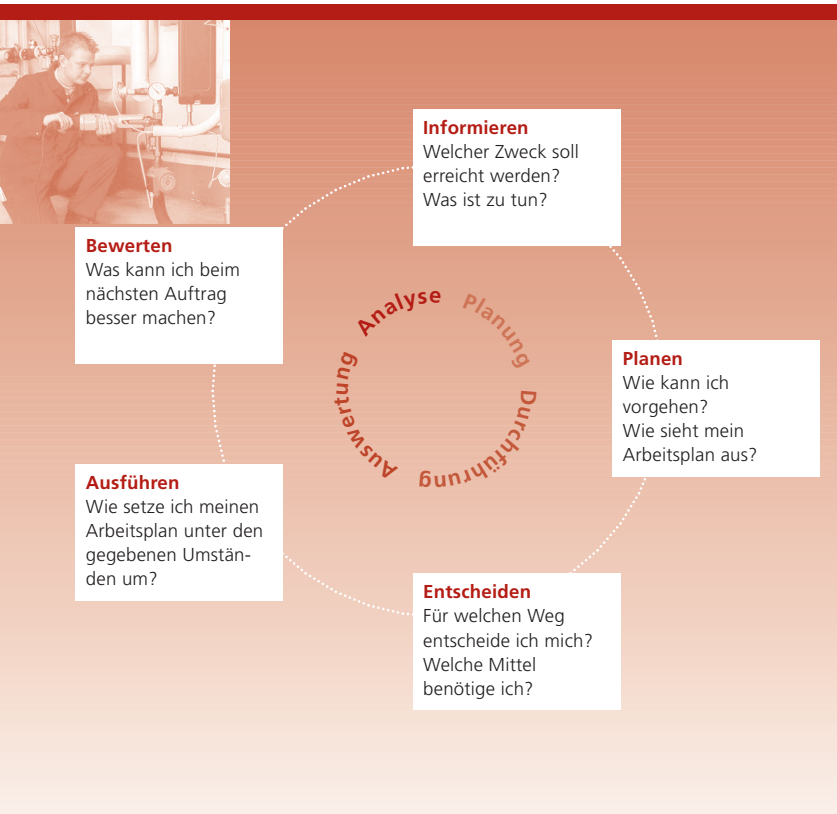 Informieren
Welcher Zweck soll
erreicht werden?
Was ist zu tun?
Planen
Wie kann ich
vorgehen?
Wie sieht mein
Arbeitsplan aus?
Entscheiden
Für welchen Weg
entscheide ich mich?
Welche Mittel
benötige ich?
Ausführen
Wie setze ich meinen
Arbeitsplan unter den
gegebenen Umstän-
den um?
Bewerten
Was kann ich beim
nächsten Auftrag
besser machen?
Analyse
Planung
Durchführung
Auswertung